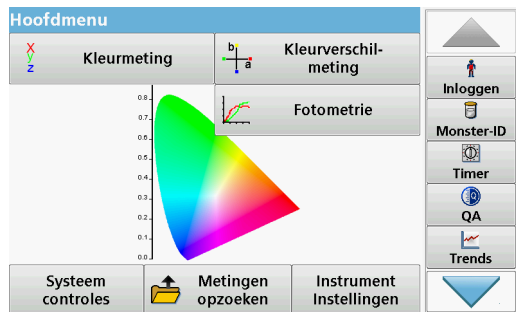 Hoofdmenu
X
y
z
Kleurmeting
b
a
Kleurverschil-
meting
Fotometrie
0.8
0.7
0.6
0.5
0.4
0.3
0.2
0.1
0.0
Systeem
controles
Metingen
opzoeken
Instrument
Instellingen
Inloggen
Monster-ID
Timer
QA
Trends